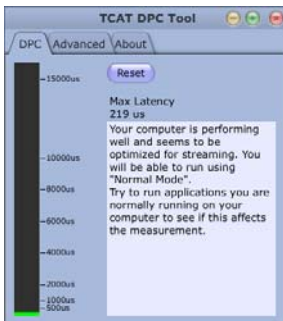 TCAT DPC Tool
DPC Advanced About
Reset
Max Latency
219 us
Your computer is performing
well and seems to be
optimized for streaming. You
will be able to run using
"Normal Mode".
Try to run applications you are
normally running on your
computer to see if this affects
the measurement.
15000us
10000us
8000us
6000us
4000us
2000us
1000us
500us